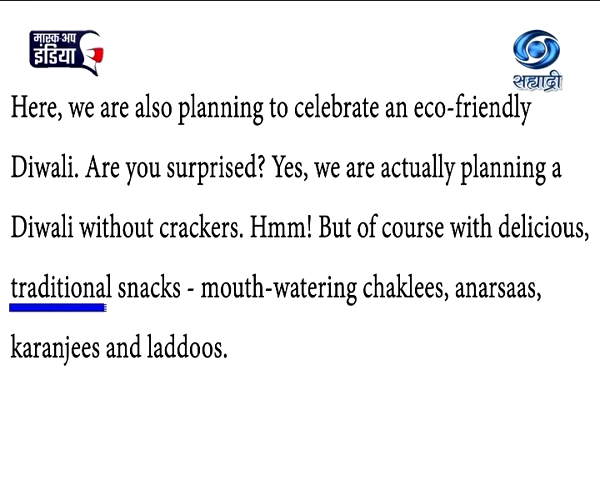 मास्क अप
इंडिया
सह्याद्री
Here, we are also planning to celebrate an eco-friendly
Diwali. Are you surprised? Yes, we are actually planning a
Diwali without crackers. Hmm! But of course with delicious,
traditional snacks - mouth-watering chaklees, anarsaas,
karanjees and laddoos.